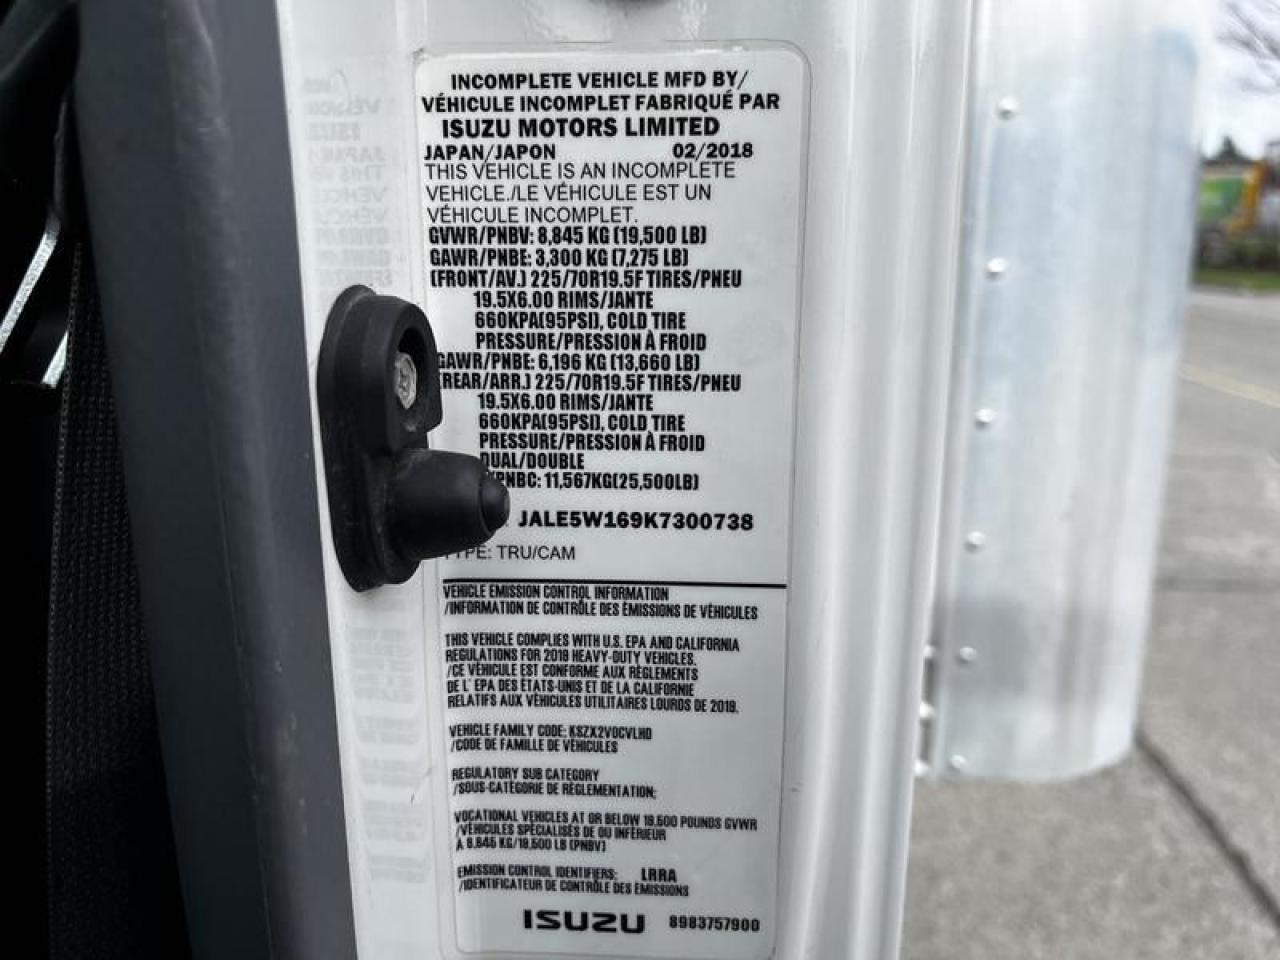 INCOMPLETE VEHICLE MFD BY/
VÉHICULE INCOMPLET FABRIQUÉ PAR
ISUZU MOTORS LIMITED
JAPAN/JAPON 02/2018
THIS VEHICLE IS AN INCOMPLETE
VEHICLE./LE VÉHICULE EST UN
VÉHICULE INCOMPLET.
GVWR/PNBV: 8,845 KG (19,500 LB)
GAWR/PNBE: 3,300 KG (7,275 LB)
(FRONT/AV.) 225/70R19.5F TIRES/PNEU
19.5X6.00 RIMS/JANTE
660KPA(95PSI), COLD TIRE
PRESSURE/PRESSION À FROID
GAWR/PNBE: 6,196 KG (13,660 LB)
(REAR/ARR.) 225/70R19.5F TIRES/PNEU
19.5X6.00 RIMS/JANTE
660KPA(95PSI), COLD TIRE
PRESSURE/PRESSION À FROID
DUAL/DOUBLE
/PNBC: 11,567KG(25,500LB)
JALE5W169K7300738
TYPE: TRU/CAM
VEHICLE EMISSION CONTROL INFORMATION
/INFORMATION DE CONTRÔLE DES ÉMISSIONS DE VÉHICULES
THIS VEHICLE COMPLIES WITH U.S. EPA AND CALIFORNIA
REGULATIONS FOR 2019 HEAVY-DUTY VEHICLES.
/CE VÉHICULE EST CONFORME AUX RÈGLEMENTS
DE L' EPA DES ÉTATS-UNIS ET DE LA CALIFORNIE
RELATIFS AUX VÉHICULES UTILITAIRES LOURDS DE 2019.
VEHICLE FAMILY CODE: KSZX2VOCVLHD
/CODE DE FAMILLE DE VÉHICULES
REGULATORY SUB CATEGORY
/SOUS-CATÉGORIE DE RÉGLEMENTATION:
VOCATIONAL VEHICLES AT OR BELOW 19,500 POUNDS GVWR
/VÉHICULES SPÉCIALISÉS DE OU INFÉRIEUR
À 8,845 KG/19,500 LB (PNBV)
EMISSION CONTROL IDENTIFIERS: LRRA
/IDENTIFICATEUR DE CONTRÔLE DES ÉMISSIONS
ISUZU 8983757900